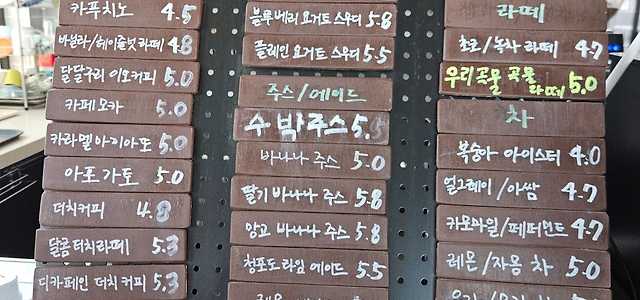 카푸치노 4.5
바닐라/헤이즐넛 라떼 4.8
달달구리 이오커피 5.0
카페모카 5.0
카라멜 마끼아또 5.0
아포가토 5.0
더치커피 4.8
달콤더치라떼 5.3
디카페인 더치커피 5.3
블루베리 요거트 스무디 5.8
플레인 요거트 스무디 5.5
주스/에이드
수박주스 5.5
바나나 주스 5.0
딸기 바나나 주스 5.8
망고 바나나 주스 5.8
청포도 라임 에이드 5.5
라떼
초코/녹차 라떼 4.7
우리곡물 곡물
라떼 5.0
차
복숭아 아이스티 4.0
얼그레이/아쌈 4.7
카모마일/페퍼민트 4.7
레몬/자몽 차 5.0